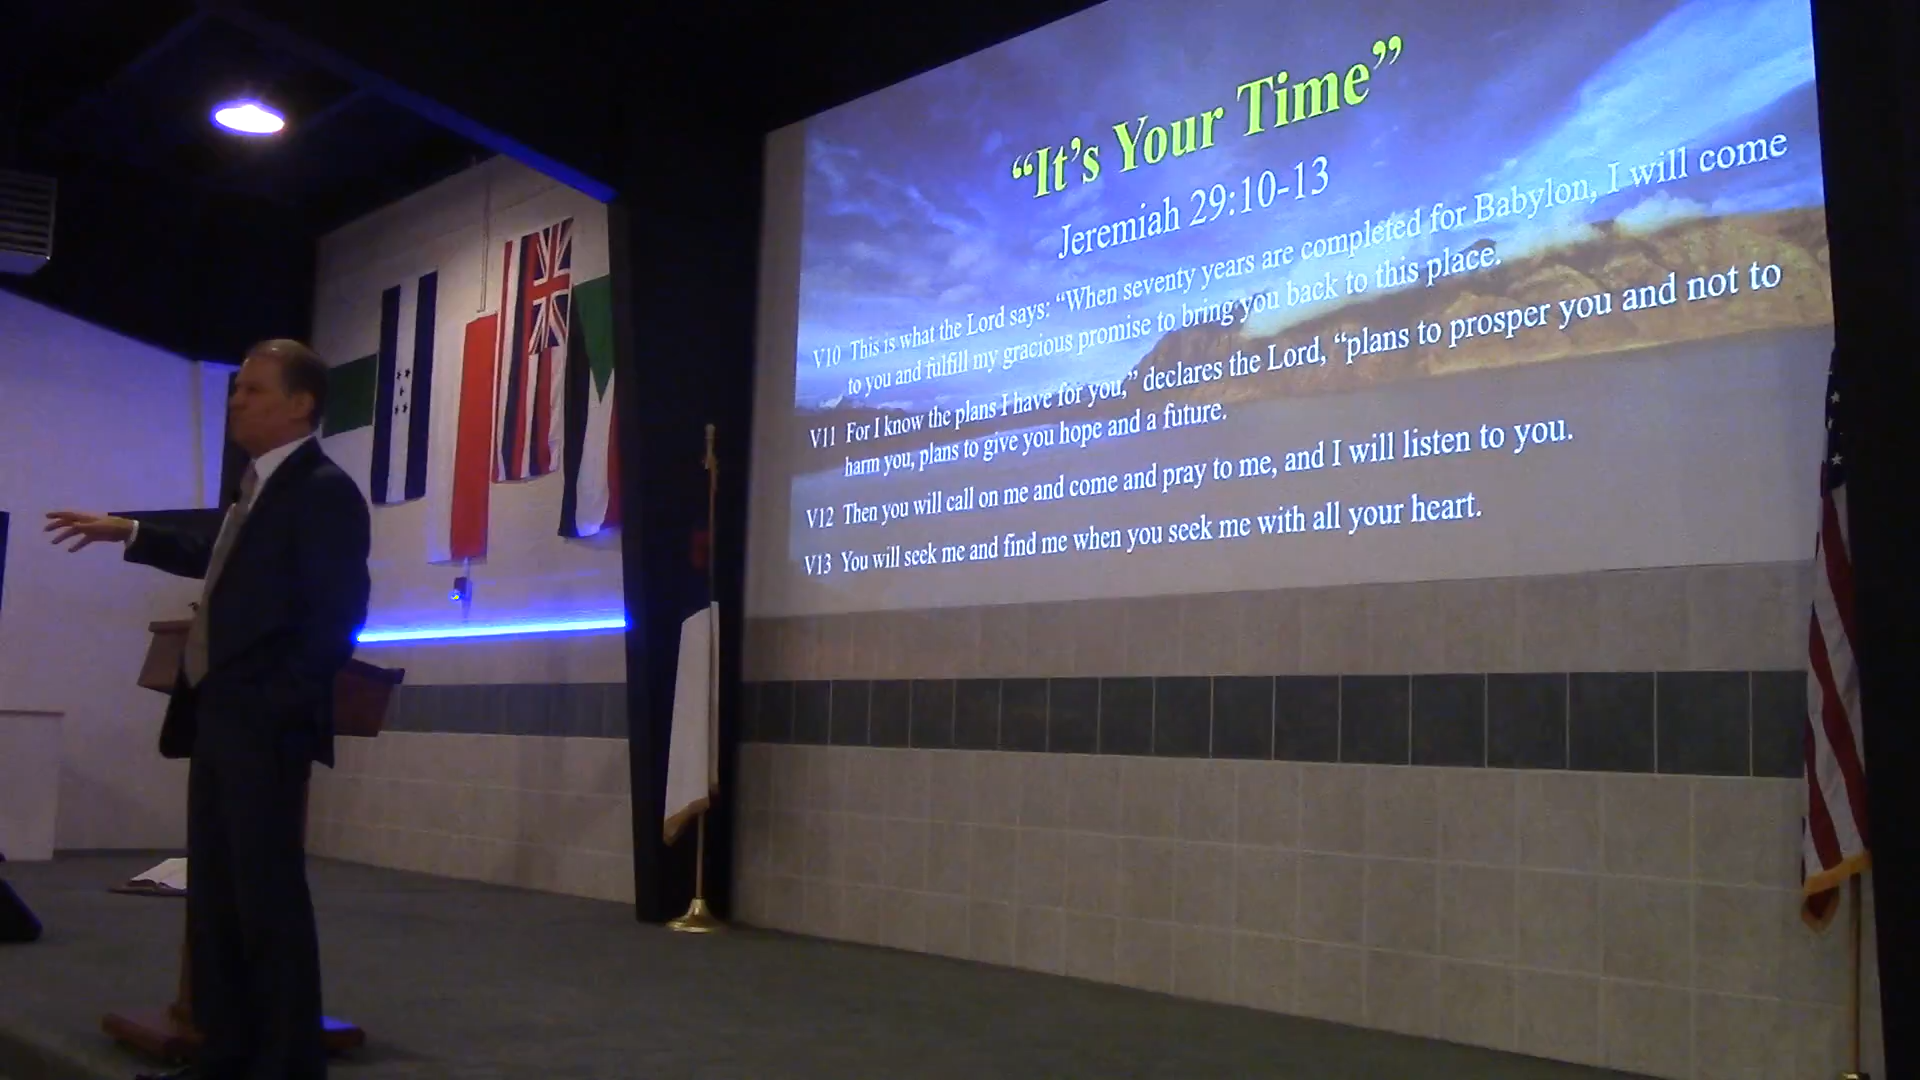 “It’s Your Time”
Jeremiah 29:10-13
V10 This is what the Lord says: “When seventy years are completed for Babylon, I will come
to you and fulfill my gracious promise to bring you back to this place.
V11 For I know the plans I have for you,” declares the Lord, “plans to prosper you and not to
harm you, plans to give you hope and a future.
V12 Then you will call on me and come and pray to me, and I will listen to you.
V13 You will seek me and find me when you seek me with all your heart.